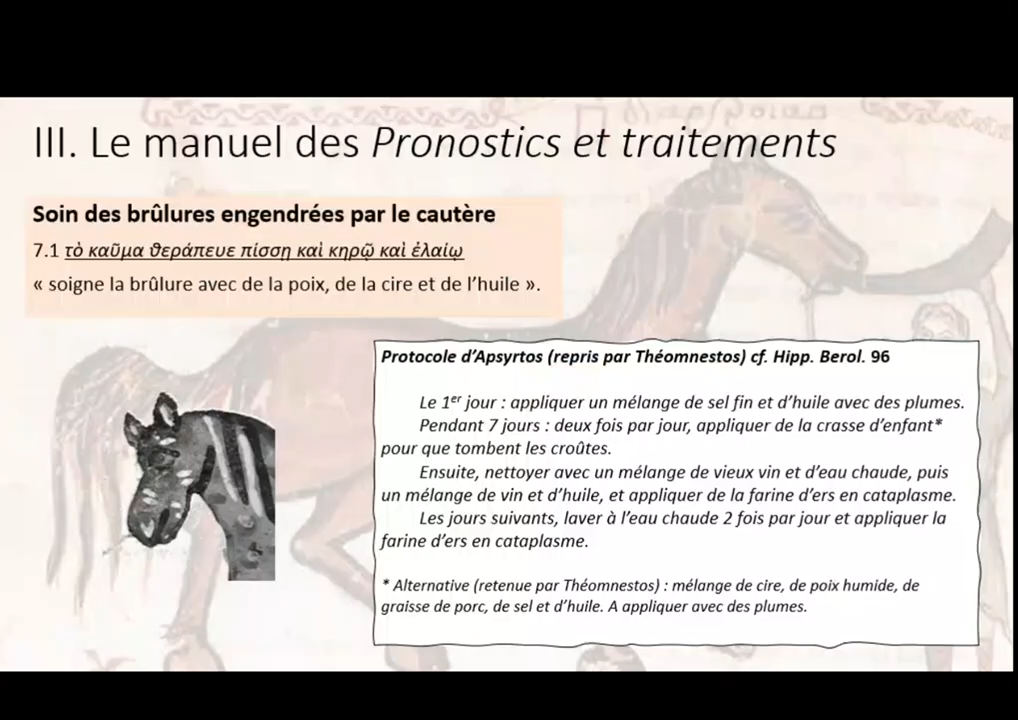 III. Le manuel des Pronostics et traitements
Soin des brûlures engendrées par le cautère
7.1 τὸ καῦμα θεράπευε πίσσῃ καὶ κηρῷ καὶ ἐλαίῳ
« soigne la brûlure avec de la poix, de la cire et de l’huile ».
Protocole d’Apsyrtos (repris par Théomnestos) cf. Hipp. Berol. 96
Le 1er jour : appliquer un mélange de sel fin et d’huile avec des plumes.
Pendant 7 jours : deux fois par jour, appliquer de la crasse d’enfant*
pour que tombent les croûtes.
Ensuite, nettoyer avec un mélange de vieux vin et d’eau chaude, puis
un mélange de vin et d’huile, et appliquer de la farine d’ers en cataplasme.
Les jours suivants, laver à l’eau chaude 2 fois par jour et appliquer la
farine d’ers en cataplasme.
* Alternative (retenue par Théomnestos) : mélange de cire, de poix humide, de
graisse de porc, de sel et d’huile. A appliquer avec des plumes.